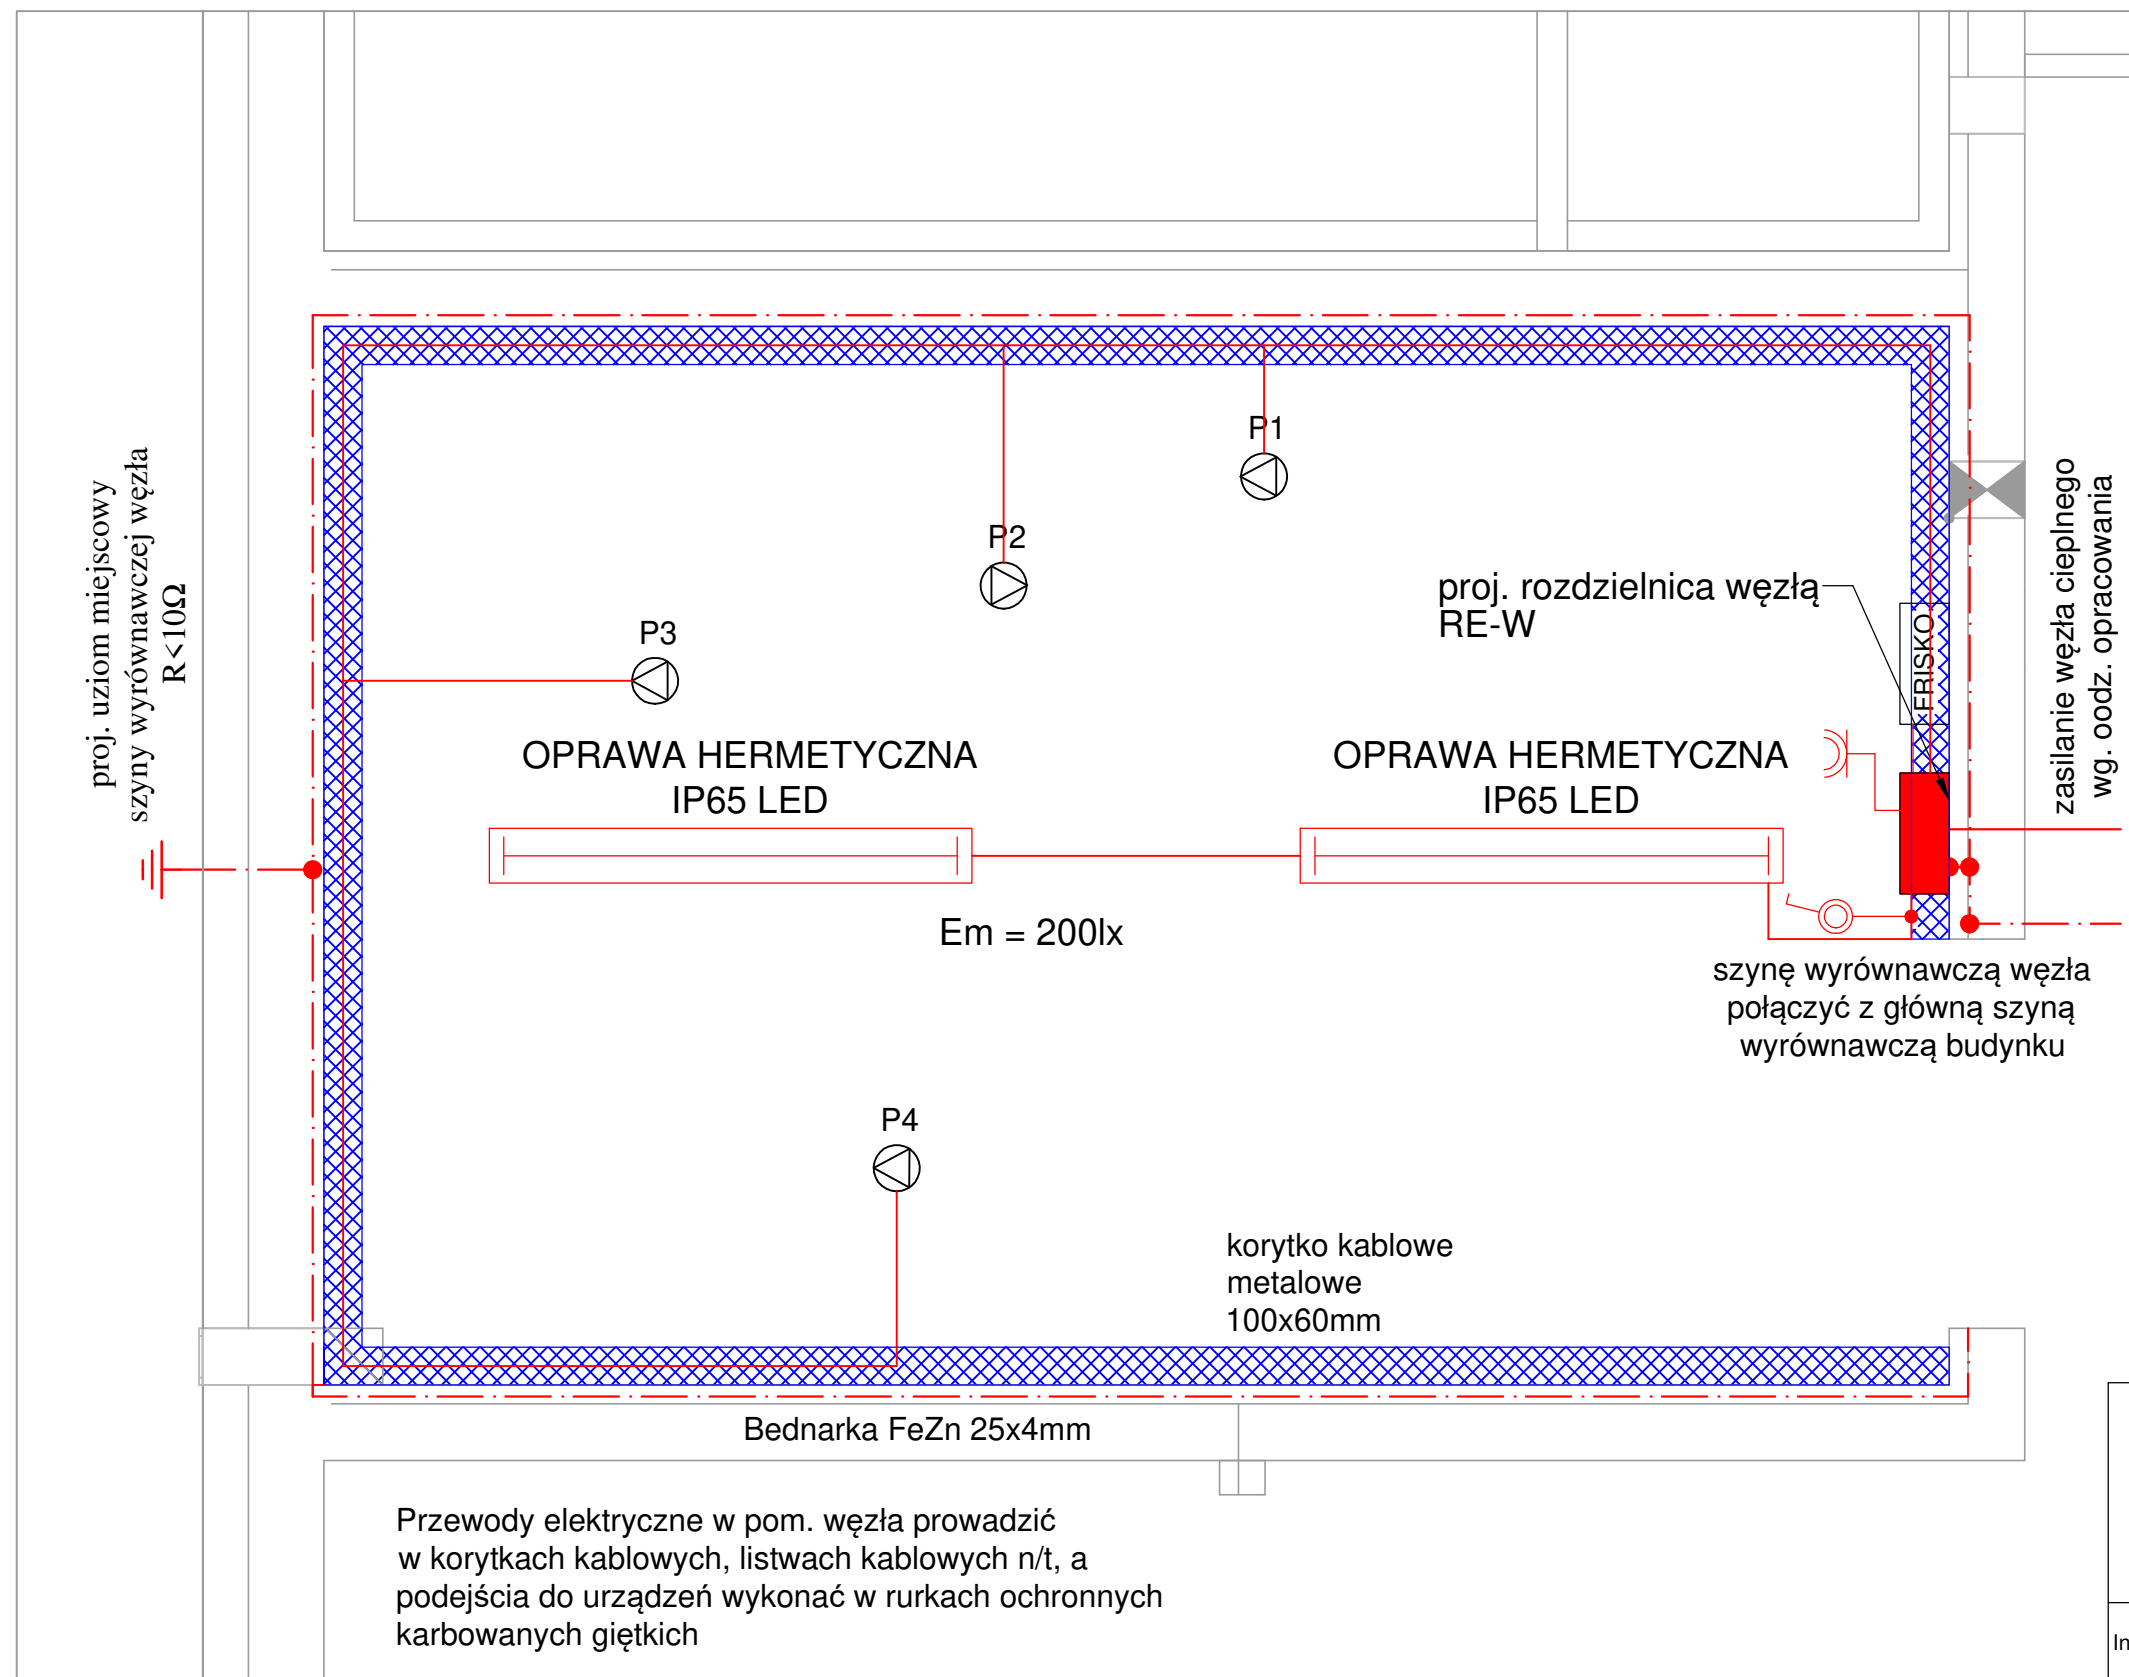 proj. uziom miejscowy
szyny wyrównawczej węzła
R<10Ω
P1
P2
P3
proj. rozdzielnica węzłą
RE-W
FRISKO
zasilanie węzła cieplnego
wg. oodz. opracowania
OPRAWA HERMETYCZNA
IP65 LED
OPRAWA HERMETYCZNA
IP65 LED
Em = 200lx
szynę wyrównawczą węzła
połączyć z główną szyną
wyrównawczą budynku
P4
korytko kablowe
metalowe
100x60mm
Bednarka FeZn 25x4mm
Przewody elektryczne w pom. węzła prowadzić
w korytkach kablowych, listwach kablowych n/t, a
podejścia do urządzeń wykonać w rurkach ochronnych
karbowanych giętkich
In